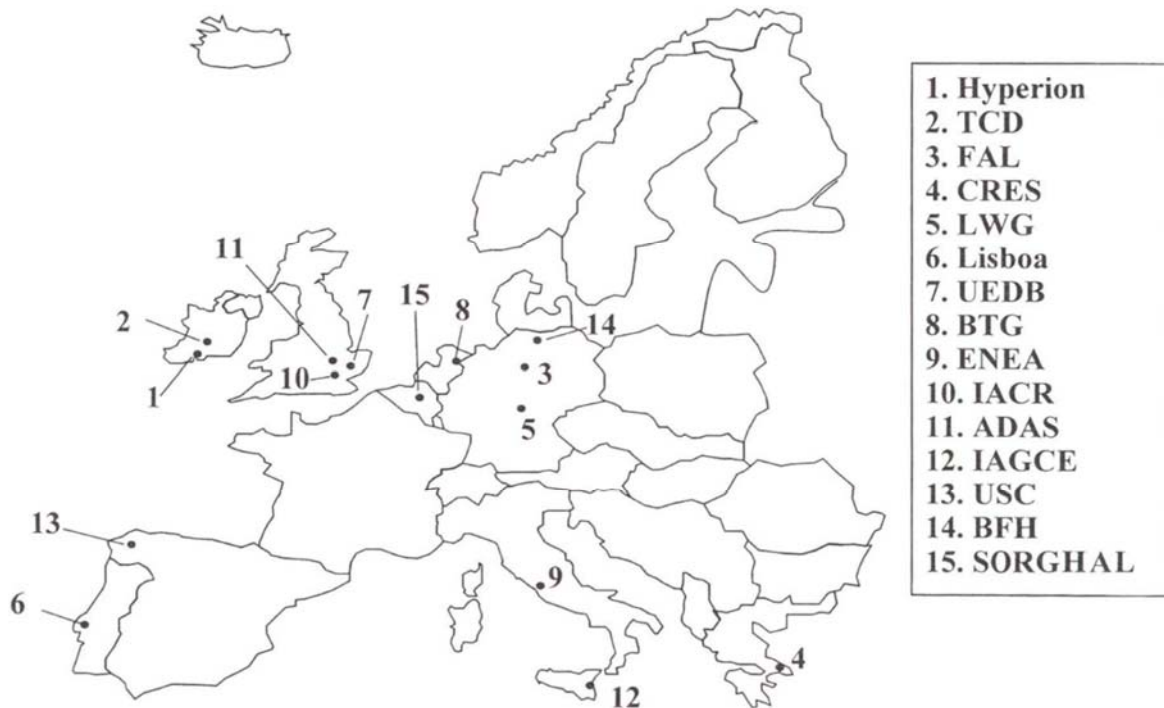 11
7
15
8
14
2
3
10
1
5
13
9
6
4
12
1. Hyperion
2. TCD
3. FAL
4. CRES
5. LWG
6. Lisboa
7. UEDB
8. BTG
9. ENEA
10. IACR
11. ADAS
12. IAGCE
13. USC
14. BFH
15. SORGHAL